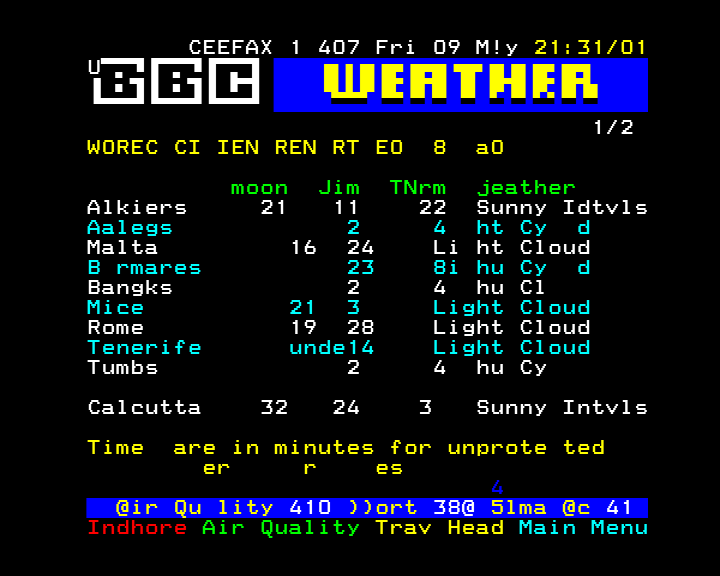 CEEFAX 1 407 Fri 09 M!y 21:31/01
U
BBC WEATHER
1/2
WOREC CI IEN REN RT EO 8 aO
moon Jim TNrm jeather
Alkiers 21 11 22 Sunny Idtvls
Aalegs 2 4 ht Cy d
Malta 16 24 Li ht Cloud
B rmares 23 8i hu Cy d
Bangks 2 4 hu Cl
Mice 21 3 Light Cloud
Rome 19 28 Light Cloud
Tenerife unde14 Light Cloud
Tumbs 2 4 hu Cy
Calcutta 32 24 3 Sunny Intvls
Time are in minutes for unprote ted
er r es
4
@ir Qu lity 410 ))ort 38@ 5lma @c 41
Indhore Air Quality Trav Head Main Menu